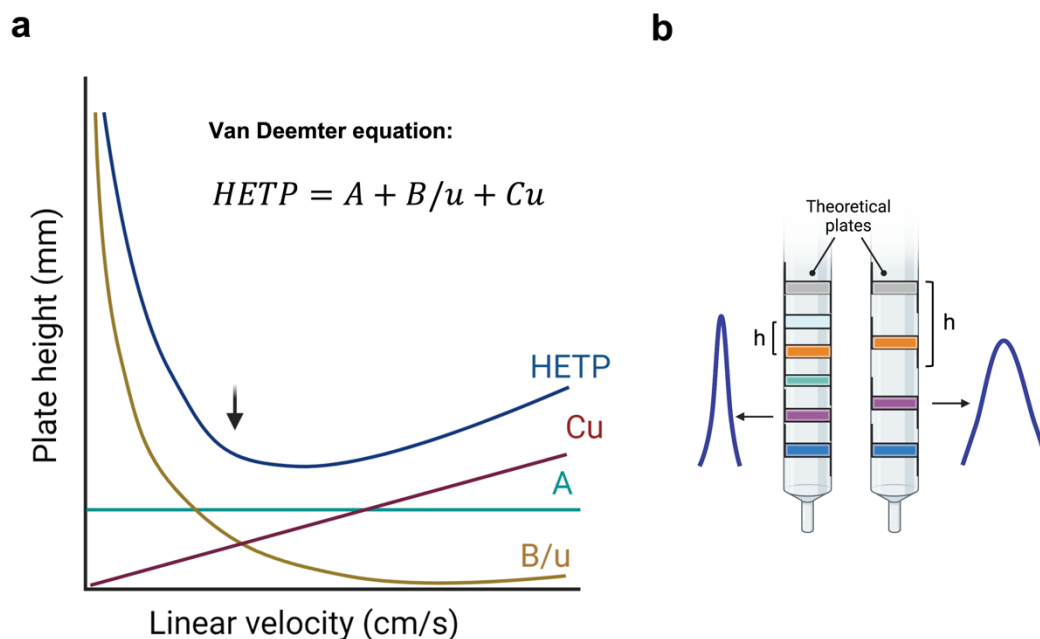 a
Van Deemter equation:
HETP = A + B/u + Cu
Plate height (mm)
HETP
Cu
A
B/u
Linear velocity (cm/s)
b
Theoretical
plates
h
h